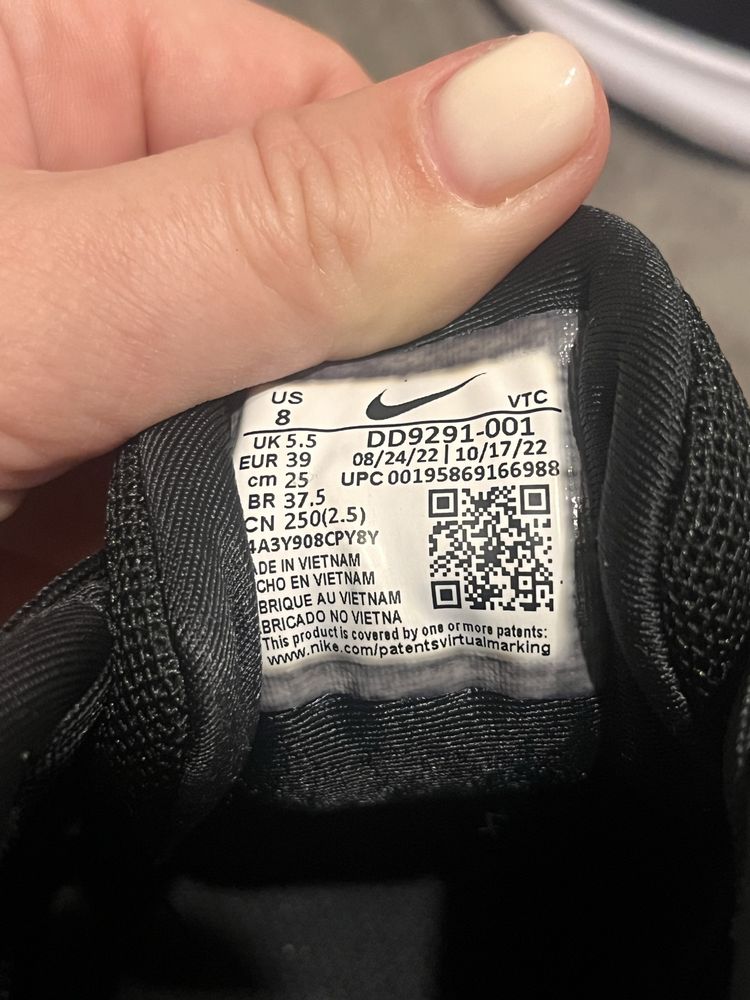 US
8
VTC
UK 5.5
EUR 39
cm 25
BR 37.5
CN 250(2.5)
DD9291-001
08/24/22 | 10/17/22
UPC 00195869166988
4A3Y908CPY8Y
ADE IN VIETNAM
CHO EN VIETNAM
BRIQUE AU VIETNAM
BRICADO NO VIETNA
This product is covered by one or more patents:
www.nike.com/patentsvirtualmarking